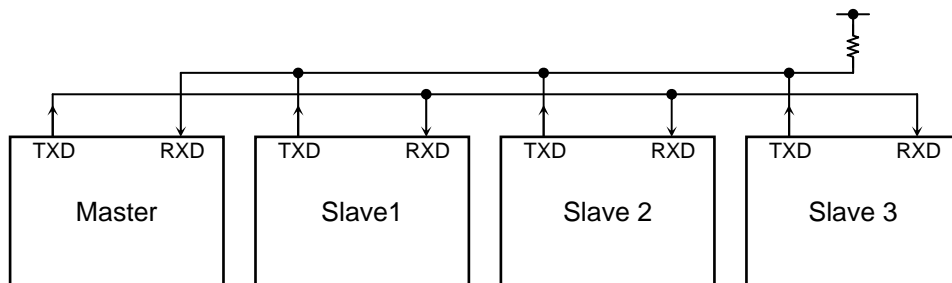 TXD RXD TXD RXD TXD RXD TXD RXD
Master Slave1 Slave 2 Slave 3